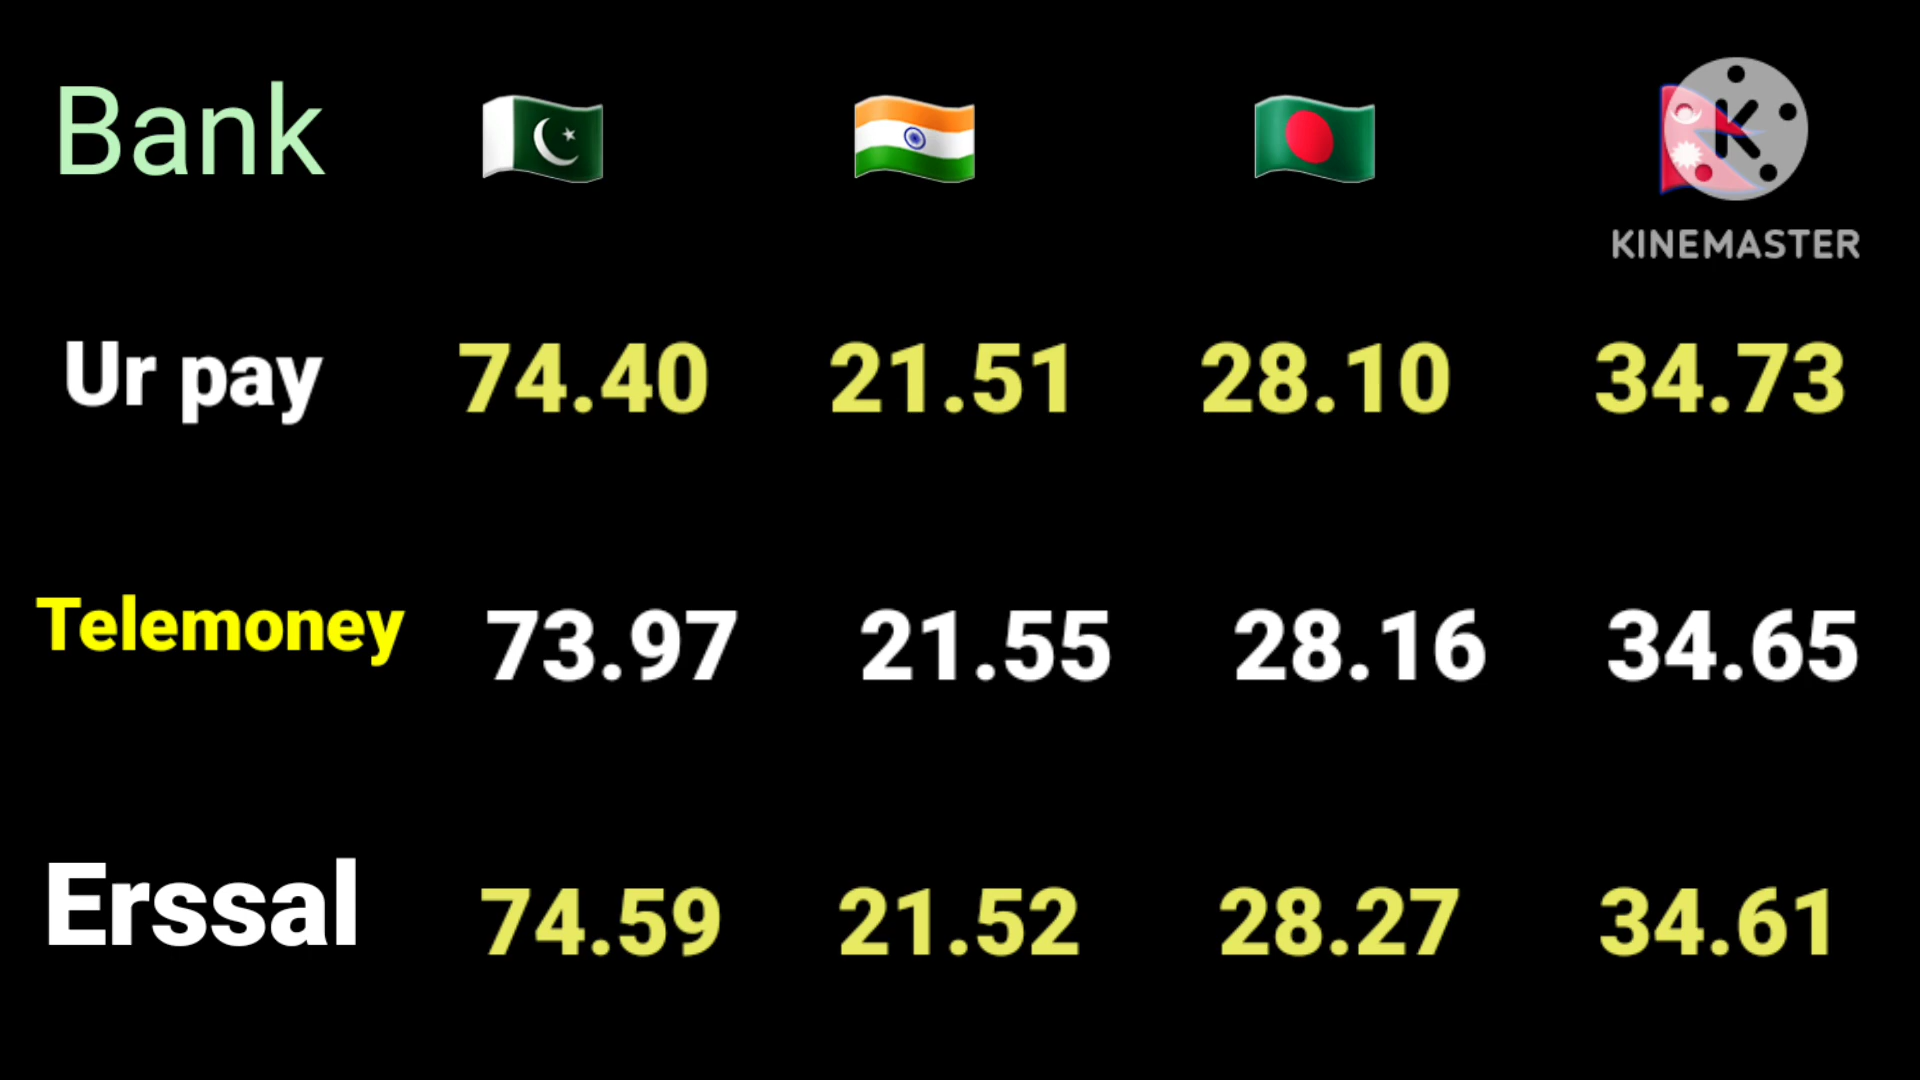 Bank
KINEMASTER
Ur pay 74.40 21.51 28.10 34.73
Telemoney 73.97 21.55 28.16 34.65
Erssal 74.59 21.52 28.27 34.61